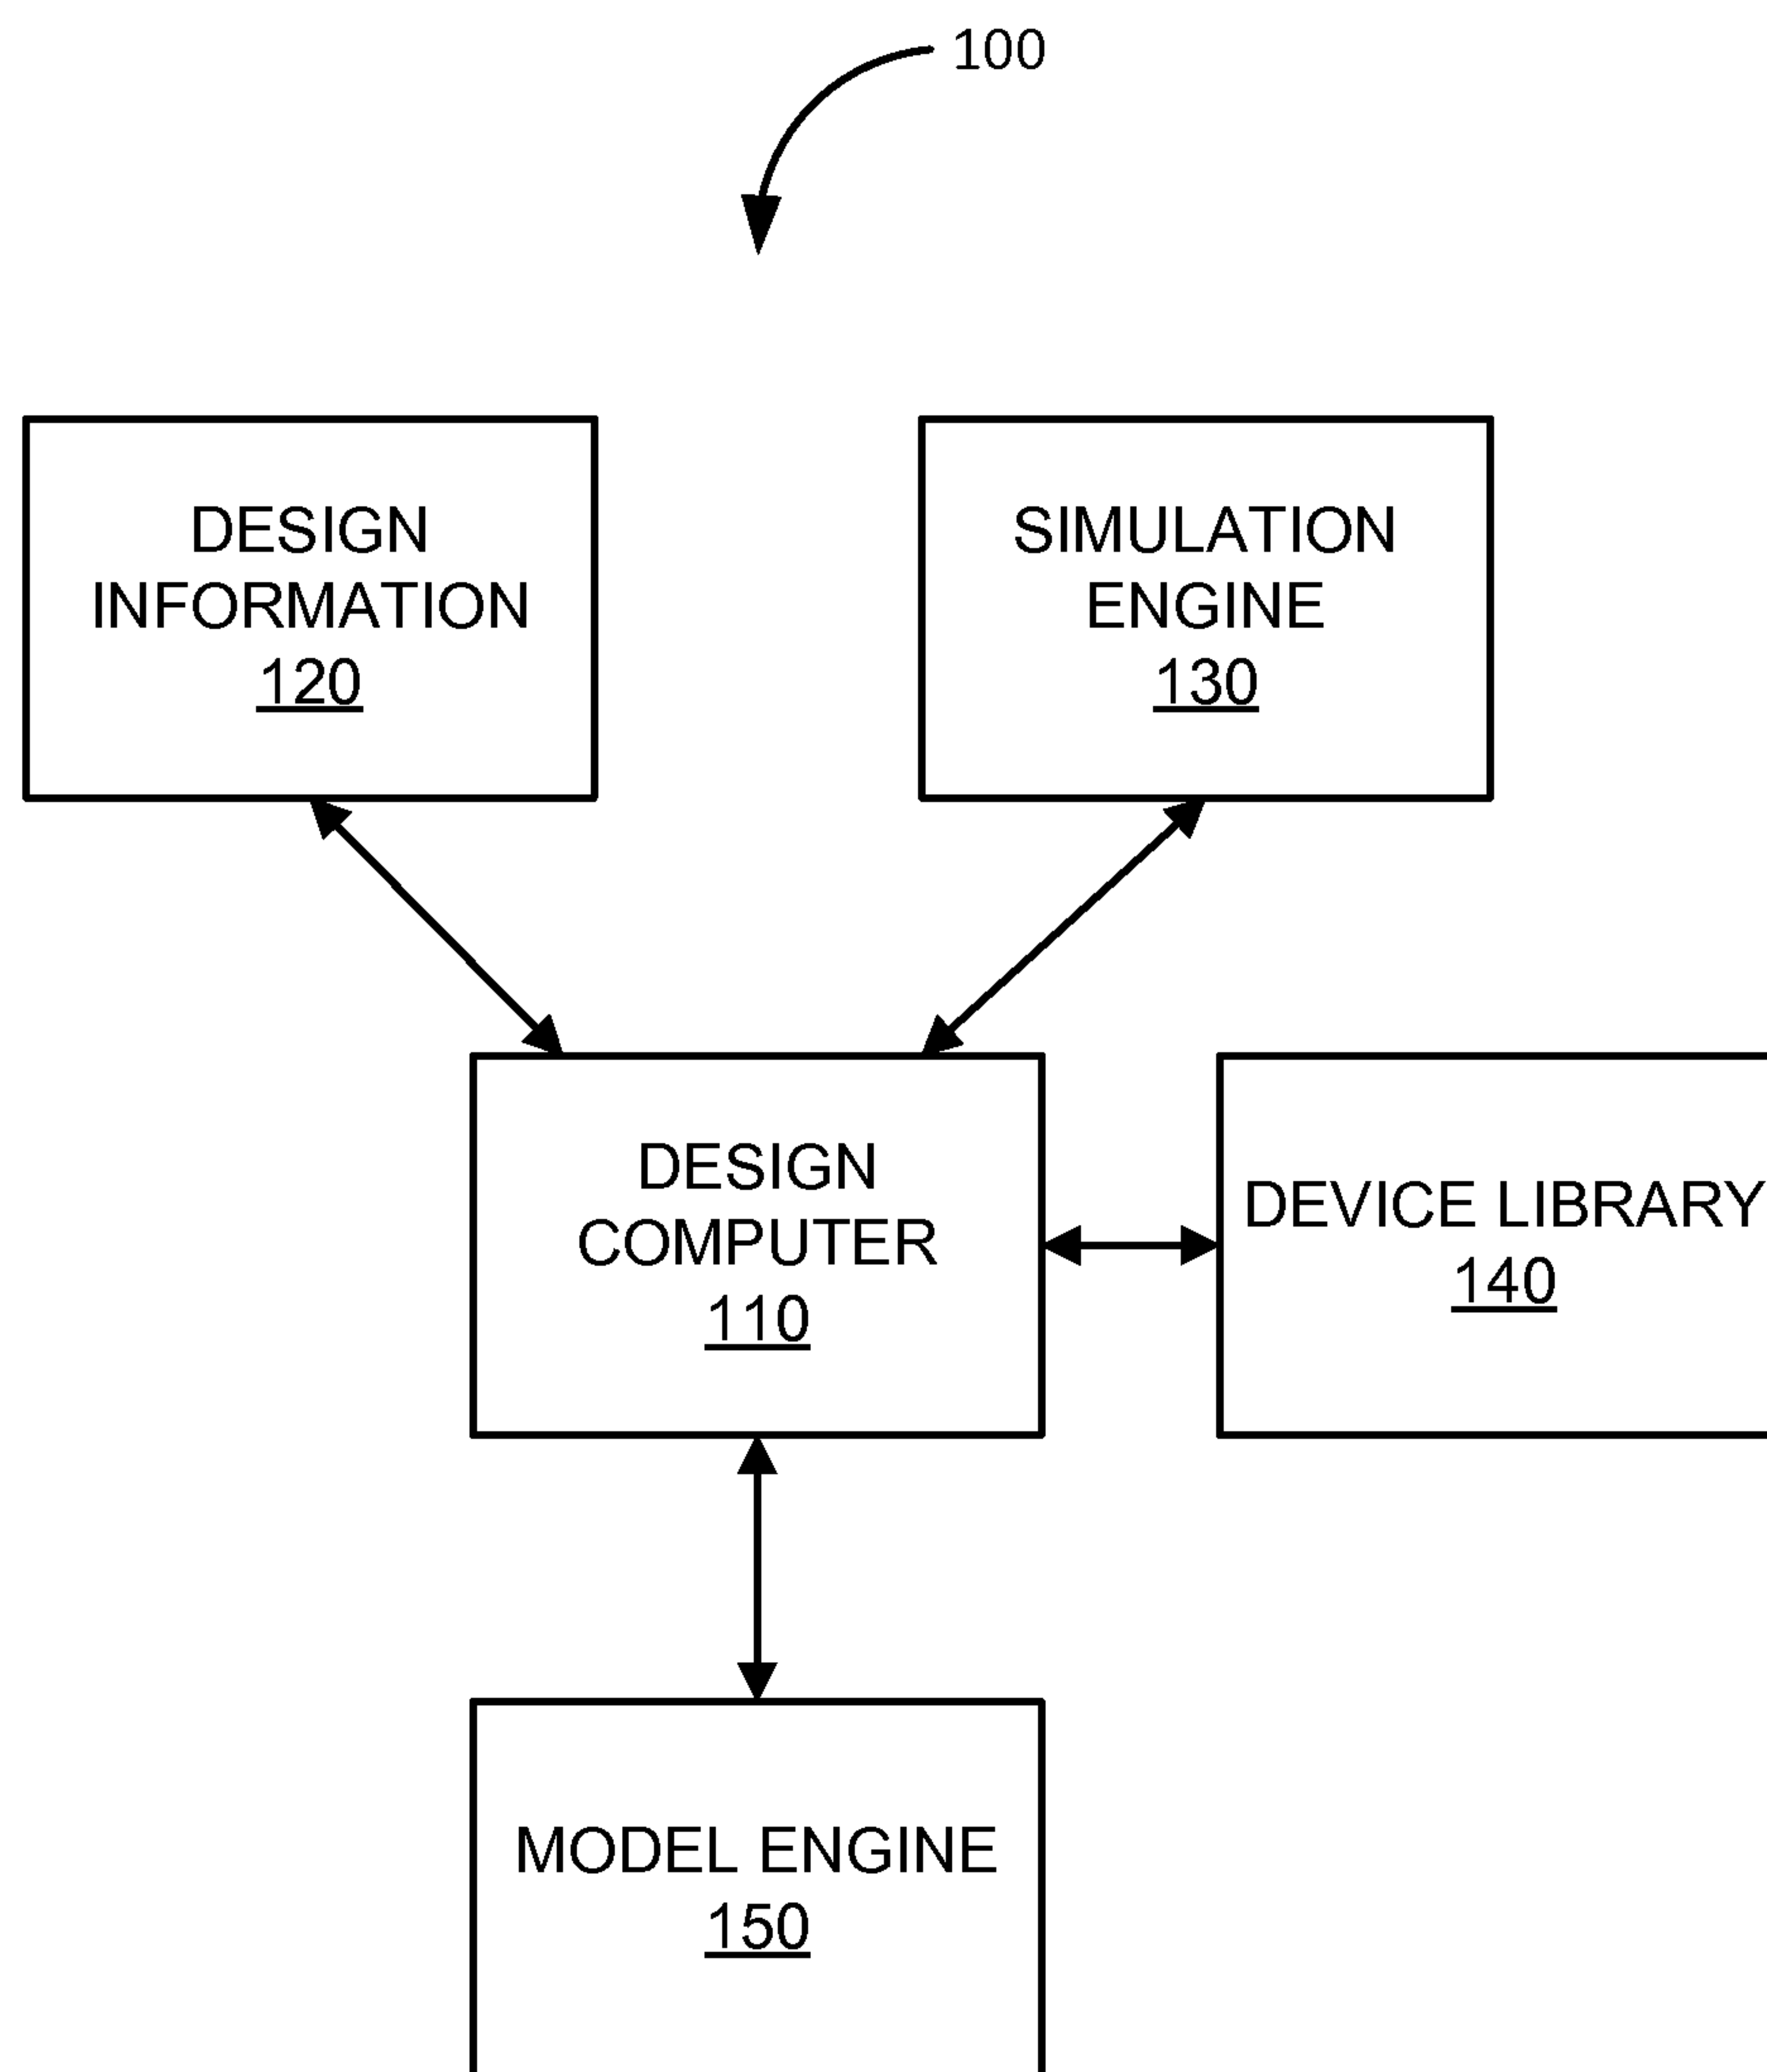 100
DESIGN
INFORMATION
120
SIMULATION
ENGINE
130
DESIGN
COMPUTER
110
DEVICE LIBRARY
140
MODEL ENGINE
150